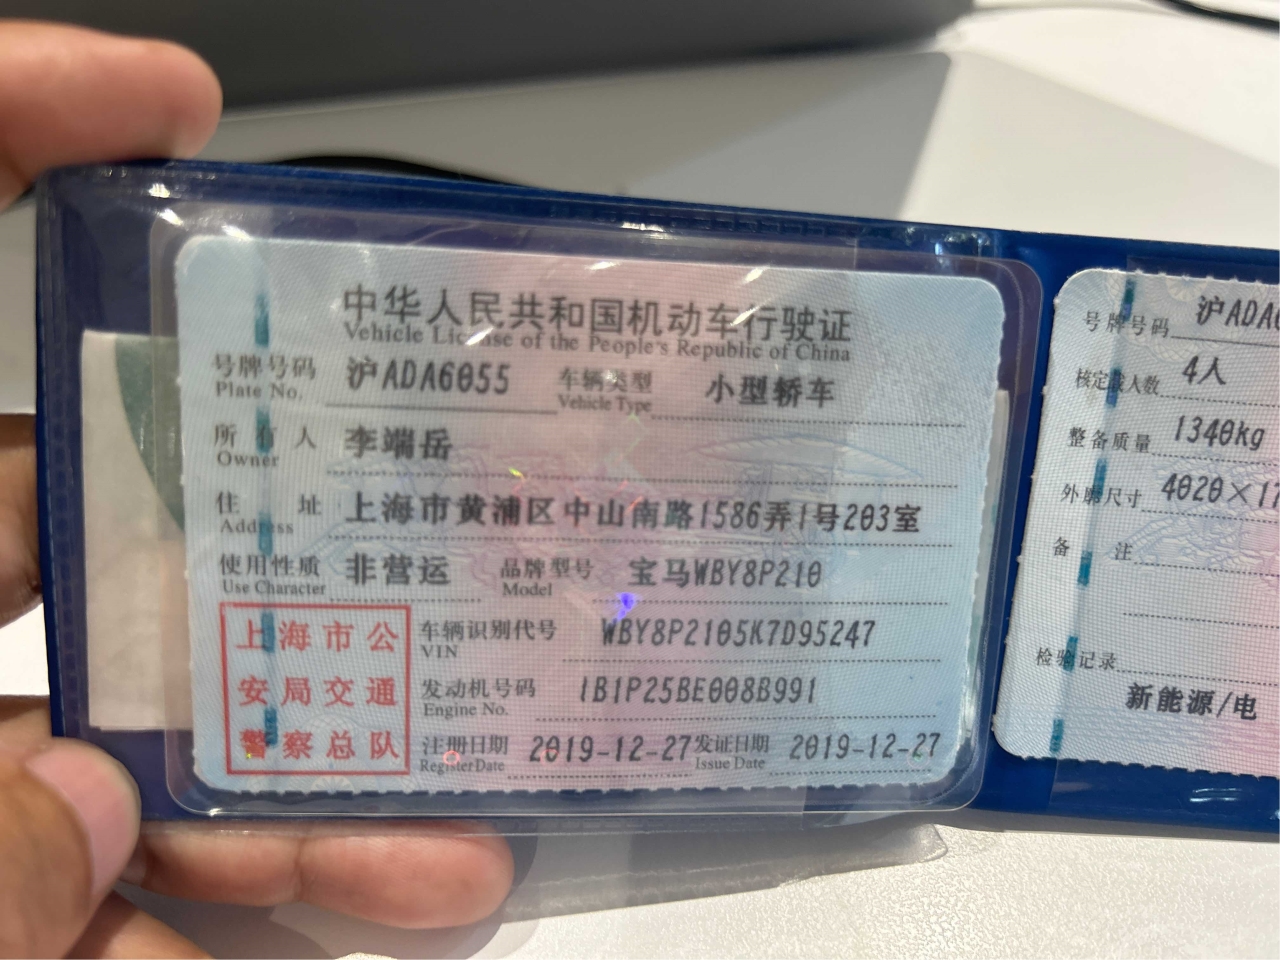 中华人民共和国机动车行驶证
Vehicle License of the People's Republic of China
号牌号码 沪ADA6055 车辆类型 小型轿车
Plate No. Vehicle Type
所有人 李端岳
Owner
住址 上海市黄浦区中山南路1586弄1号203室
Address
使用性质 非营运 品牌型号 宝马WBY8P210
Use Character Model
上海市公
安局交通
警察总队
车辆识别代号 WBY8P2105K7D95247
VIN
发动机号码 1B1P25BE008B991
Engine No.
注册日期 2019-12-27 发证日期 2019-12-27
Register Date Issue Date
号牌号码 沪ADA
核定载人数 4人
整备质量 1340kg
外廓尺寸 4020×17
备注
检验记录
新能源/电